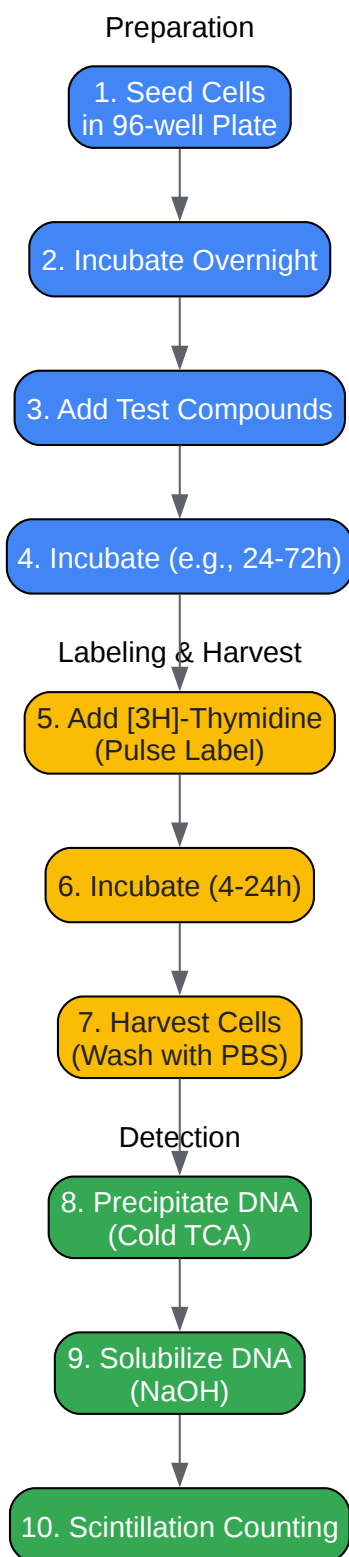 Preparation
1. Seed Cells
in 96-well Plate
2. Incubate Overnight
3. Add Test Compounds
4. Incubate (e.g., 24-72h)
Labeling & Harvest
5. Add [3H]-Thymidine
(Pulse Label)
6. Incubate (4-24h)
7. Harvest Cells
(Wash with PBS)
Detection
8. Precipitate DNA
(Cold TCA)
9. Solubilize DNA
(NaOH)
10. Scintillation Counting